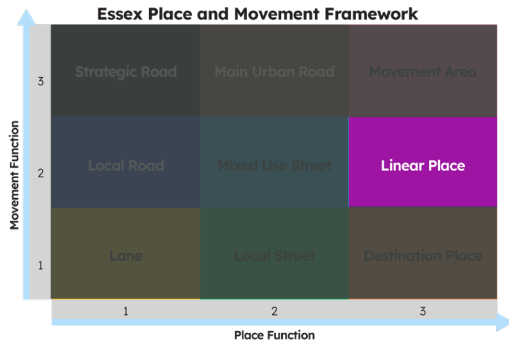 Essex Place and Movement Framework
Movement Function
3
Strategic Road
Main Urban Road
Movement Area
2
Local Road
Mixed Use Street
Linear Place
1
Lane
Local Street
Destination Place
1
2
3
Place Function